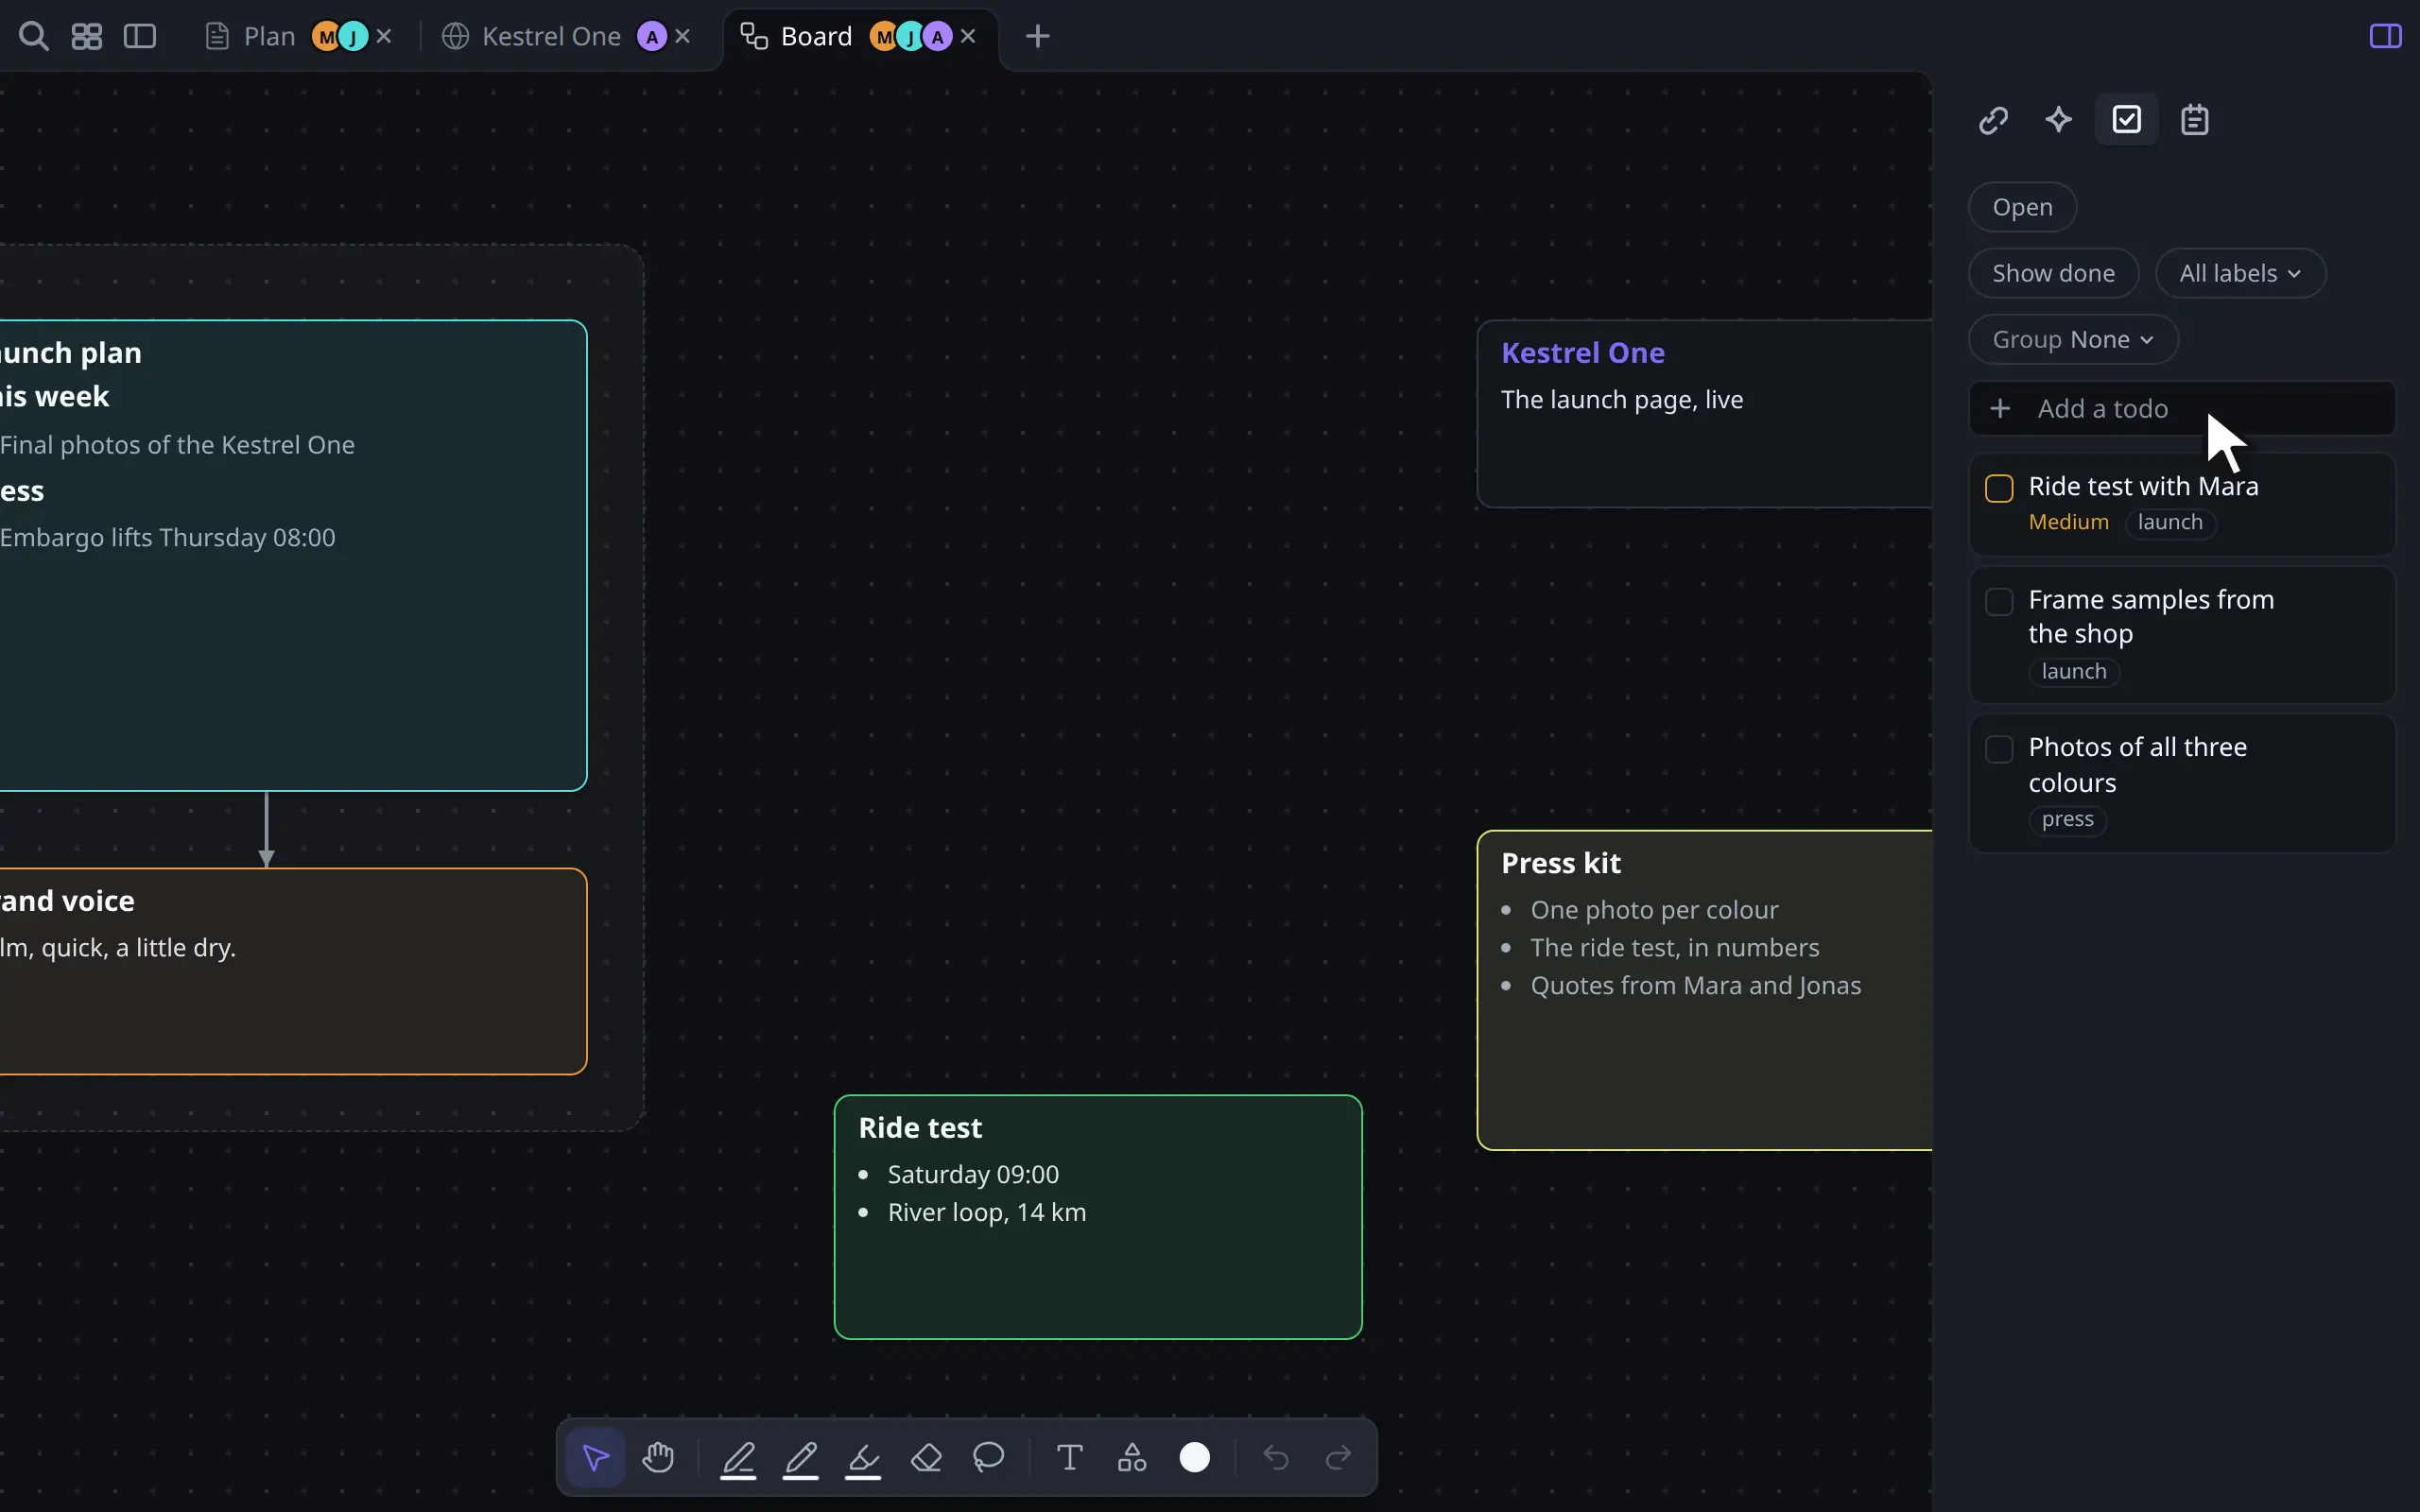 Plan M J
Kestrel One A
Board M J A
unch plan
is week
Final photos of the Kestrel One
ess
Embargo lifts Thursday 08:00
and voice
lm, quick, a little dry.
Kestrel One
The launch page, live
Press kit
One photo per colour
The ride test, in numbers
Quotes from Mara and Jonas
Ride test
Saturday 09:00
River loop, 14 km
T
Open
Show done All labels
Group None
Add a todo
Ride test with Mara
Medium launch
Frame samples from
the shop
launch
Photos of all three
colours
press